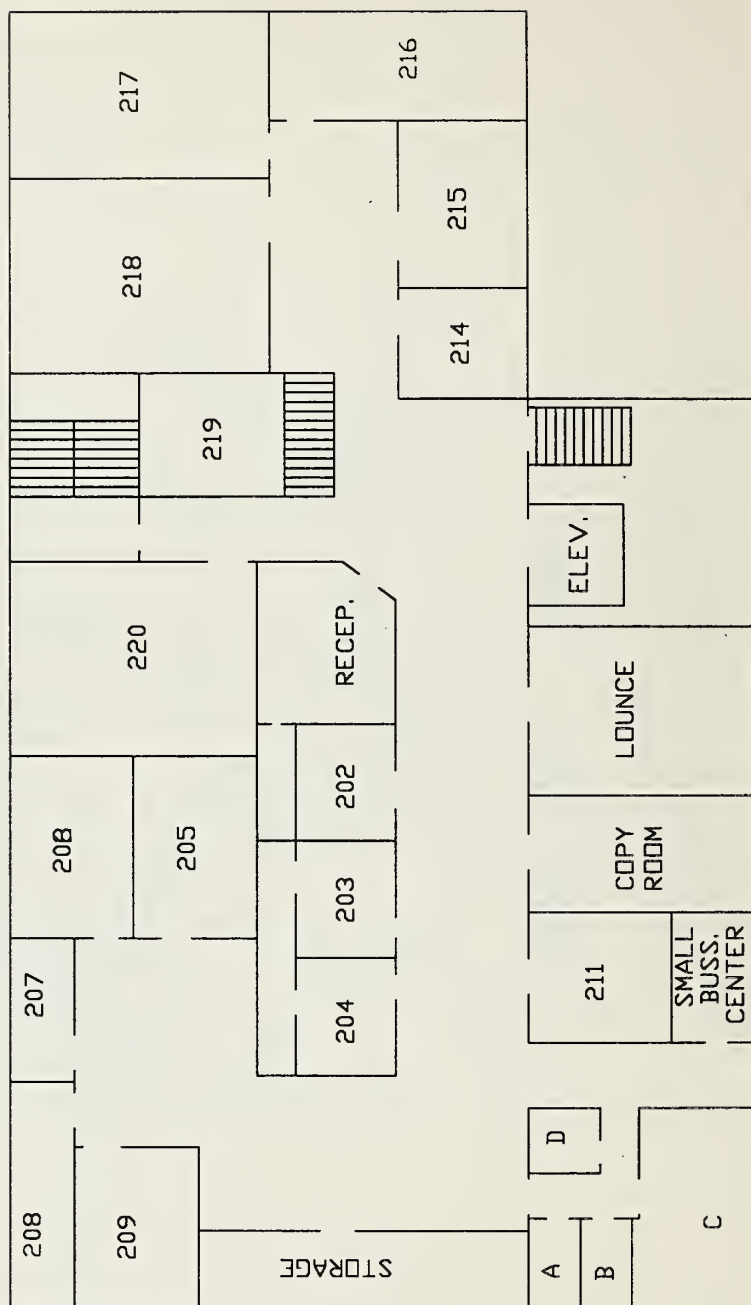 208
207
208
220
218
217
205
209
219
216
STORAGE
204
203
202
RECEP.
214
215
A
D
211
COPY
ROOM
LOUNCE
ELEV.
B
SMALL
BUSS.
CENTER
C